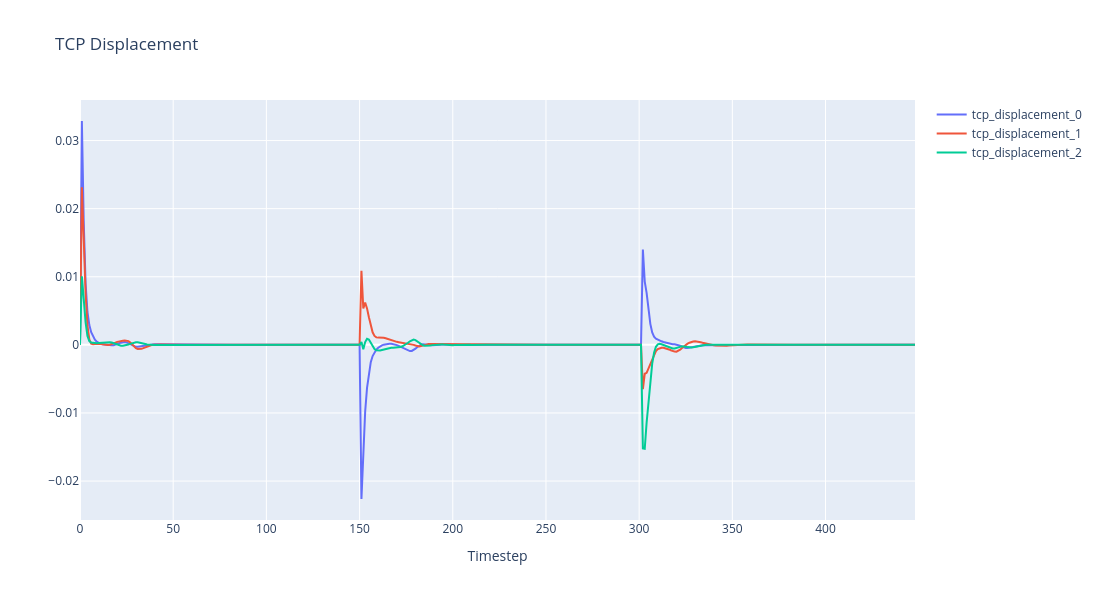 TCP Displacement
tcp_displacement_0
tcp_displacement_1
tcp_displacement_2
0.03
0.02
0.01
0
−0.01
−0.02
0 50 100 150 200 250 300 350 400
Timestep